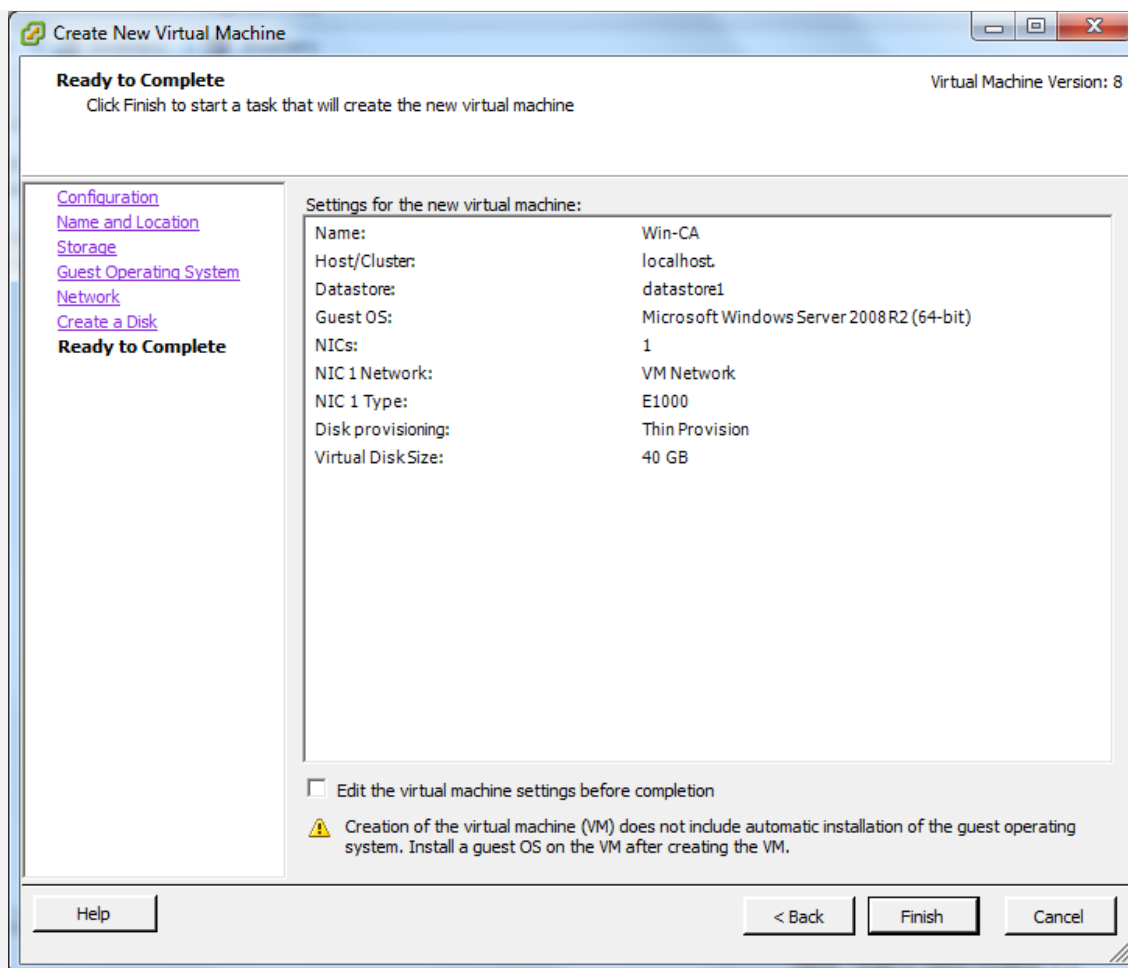 Create New Virtual Machine
Ready to Complete
Virtual Machine Version: 8
Click Finish to start a task that will create the new virtual machine
Configuration
Name and Location
Storage
Guest Operating System
Network
Create a Disk
Ready to Complete
Settings for the new virtual machine:
Name: Win-CA
Host/Cluster: localhost.
Datastore: datastore1
Guest OS: Microsoft Windows Server 2008 R2 (64-bit)
NICs: 1
NIC 1 Network: VM Network
NIC 1 Type: E1000
Disk provisioning: Thin Provision
Virtual Disk Size: 40 GB
Edit the virtual machine settings before completion
Creation of the virtual machine (VM) does not include automatic installation of the guest operating
system. Install a guest OS on the VM after creating the VM.
Help
< Back
Finish
Cancel